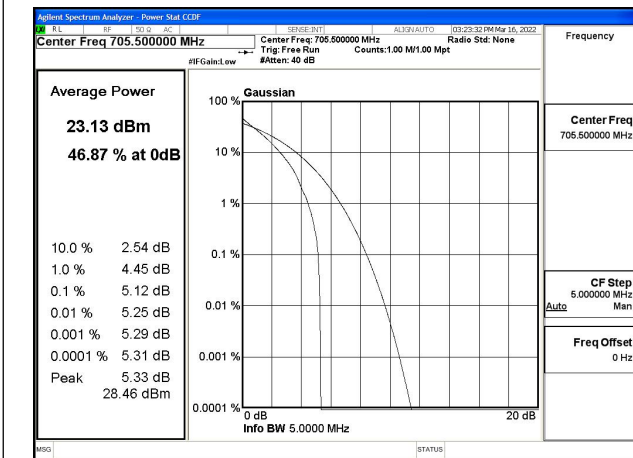 Agilent Spectrum Analyzer - Power Stat CCDF
RL RF 50 Ω AC SENSE:INT ALIGN AUTO 03:23:32 PM Mar 16, 2022
Center Freq 705.500000 MHz
Center Freq: 705.500000 MHz Radio Std: None
Trig: Free Run Counts:1.00 M/1.00 Mpt
#IFGain:Low #Atten: 40 dB
Frequency
Average Power
23.13 dBm
46.87 % at 0dB
10.0 % 2.54 dB
1.0 % 4.45 dB
0.1 % 5.12 dB
0.01 % 5.25 dB
0.001 % 5.29 dB
0.0001 % 5.31 dB
Peak 5.33 dB
28.46 dBm
Gaussian
100 %
10 %
1 %
0.1 %
0.01 %
0.001 %
0.0001 %
0 dB 20 dB
Info BW 5.0000 MHz
Center Freq
705.500000 MHz
CF Step
5.000000 MHz
Auto Man
Freq Offset
0 Hz
MSG STATUS